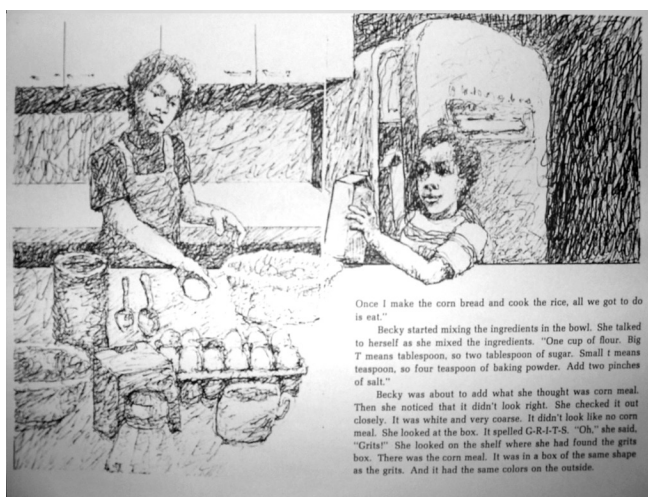 Once I make the corn bread and cook the rice, all we got to do
is eat."
Becky started mixing the ingredients in the bowl. She talked
to herself as she mixed the ingredients. "One cup of flour. Big
T means tablespoon, so two tablespoon of sugar. Small t means
teaspoon, so four teaspoon of baking powder. Add two pinches
of salt."
Becky was about to add what she thought was corn meal.
Then she noticed that it didn't look right. She checked it out
closely. It was white and very coarse. It didn't look like no corn
meal. She looked at the box. It spelled G-R-I-T-S. "Oh," she said,
"Grits!" She looked on the shelf where she had found the grits
box. There was the corn meal. It was in a box of the same shape
as the grits. And it had the same colors on the outside.